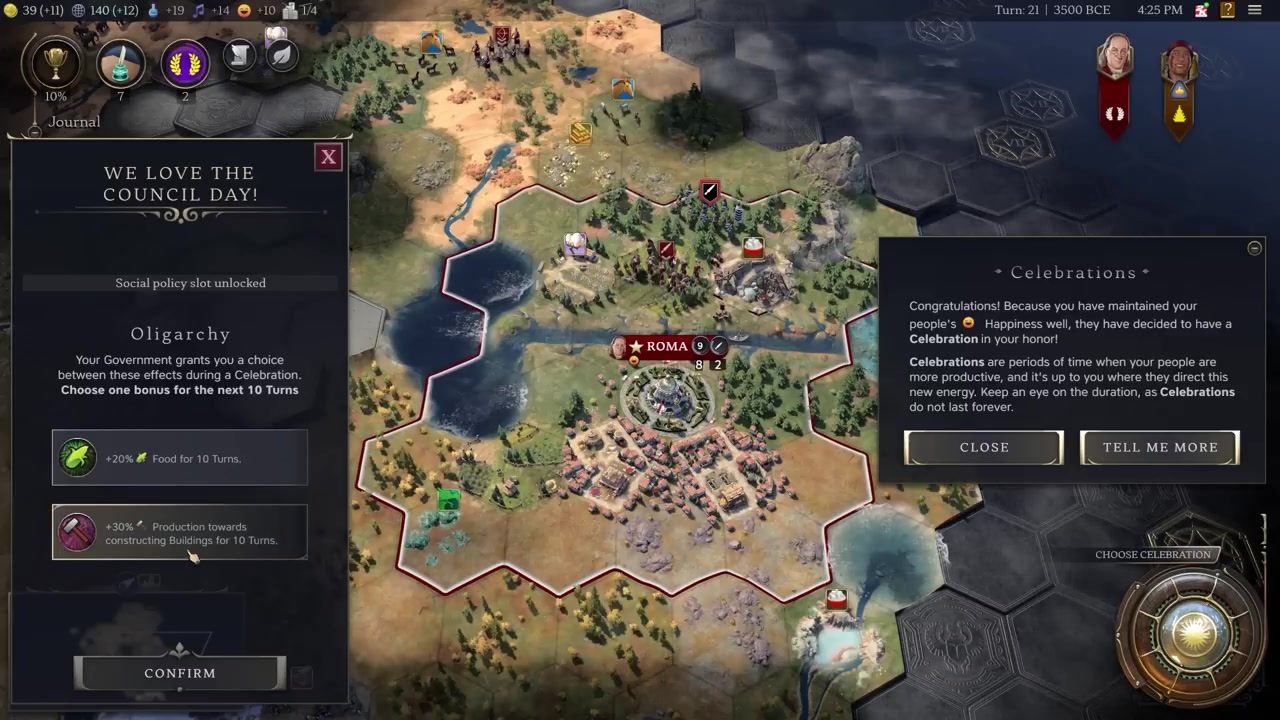 39 (+11) 140 (+12) +19 +14 +10 1/4
Turn: 21 | 3500 BCE 4:25 PM ?
10% 7 2
Journal
X
WE LOVE THE
COUNCIL DAY!
Social policy slot unlocked
Oligarchy
Your Government grants you a choice
between these effects during a Celebration.
Choose one bonus for the next 10 Turns
+20% Food for 10 Turns.
+30% Production towards
constructing Buildings for 10 Turns.
CONFIRM
ROMA 9
8 2
Celebrations
Congratulations! Because you have maintained your
people's Happiness well, they have decided to have a
Celebration in your honor!
Celebrations are periods of time when your people are
more productive, and it's up to you where they direct this
new energy. Keep an eye on the duration, as Celebrations
do not last forever.
CLOSE TELL ME MORE
CHOOSE CELEBRATION
VII
VII